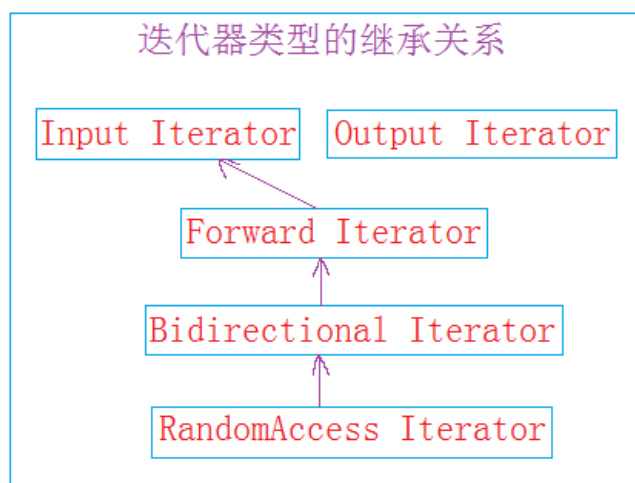 迭代器类型的继承关系
Input Iterator
Output Iterator
Forward Iterator
Bidirectional Iterator
RandomAccess Iterator